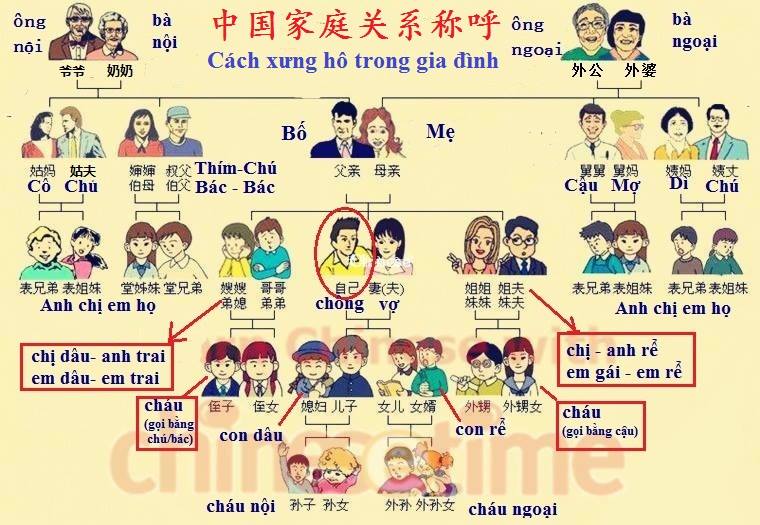 中国家庭关系称呼
Cách xưng hô trong gia đình
ông nội
bà nội
ông ngoại
bà ngoại
爷爷 奶奶
外公 外婆
Bố
Mẹ
姑妈 姑夫
Cô Chú
婶婶 叔父
伯母 伯父
Thím-Chú
Bác - Bác
父亲 母亲
舅舅 舅妈
Cậu Mợ
姨妈 姨丈
Dì Chú
表兄弟 表姐妹
堂姊妹 堂兄弟
Anh chị em họ
嫂嫂 哥哥
弟媳 弟弟
自己 妻(夫)
chồng vợ
姐姐 姐夫
妹妹 妹夫
表兄弟 表姐妹
表兄弟 表姐妹
Anh chị em họ
chị dâu- anh trai
em dâu- em trai
chị - anh rể
em gái - em rể
cháu
(gọi bằng
chú/bác)
侄子 侄女
媳妇 儿子
女儿 女婿
外甥 外甥女
cháu
(gọi bằng cậu)
con dâu
con rể
cháu nội
孙子 孙女
外孙 外孙女
cháu ngoại
chinesetime